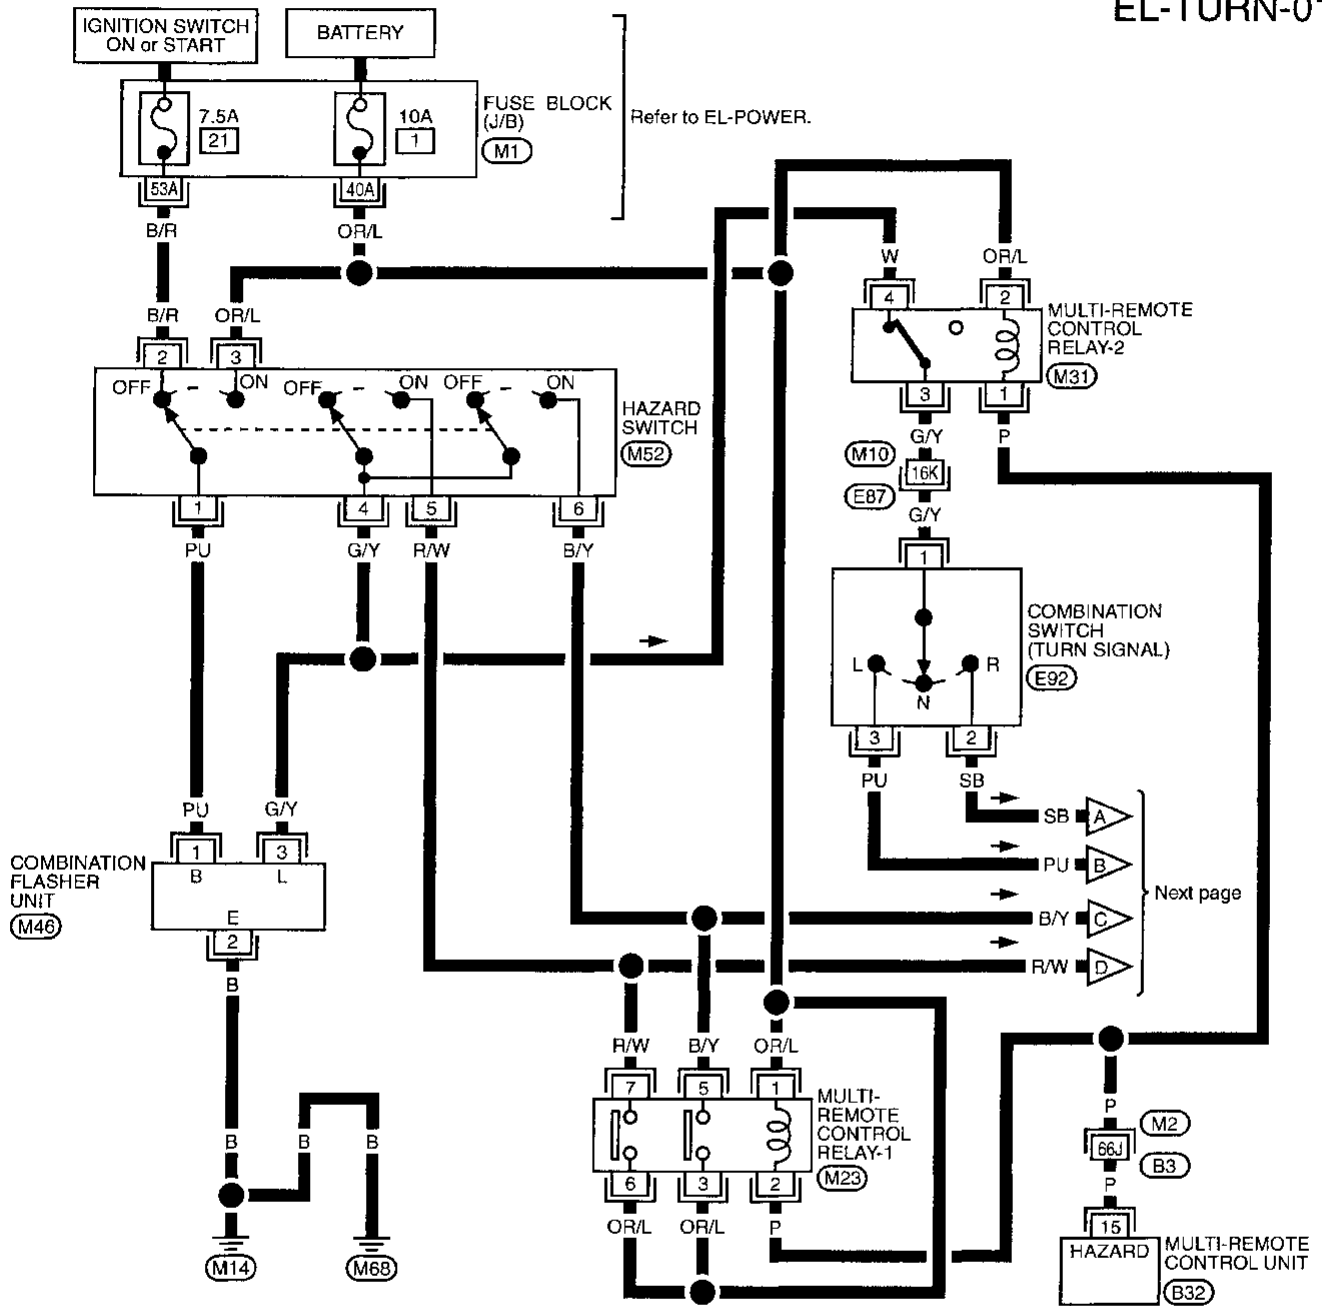 EL-TURN-01
IGNITION SWITCH
ON or START
BATTERY
7.5A
21
10A
1
FUSE BLOCK
(J/B)
M1
Refer to EL-POWER.
53A
40A
B/R
OR/L
W
OR/L
B/R
OR/L
4
2
MULTI-REMOTE
CONTROL
RELAY-2
M31
2
3
OFF
ON
OFF
ON
OFF
ON
HAZARD
SWITCH
M52
3
1
G/Y
P
M10
16K
E87
G/Y
1
4
5
6
PU
G/Y
R/W
B/Y
1
COMBINATION
SWITCH
(TURN SIGNAL)
E92
L
R
N
3
2
PU
SB
PU
G/Y
SB
A
PU
B
B/Y
C
R/W
D
Next page
1
3
B
L
E
2
COMBINATION
FLASHER
UNIT
M46
B
R/W
B/Y
OR/L
7
5
1
MULTI-
REMOTE
CONTROL
RELAY-1
M23
6
3
2
OR/L
OR/L
P
P
M2
66J
B3
P
15
HAZARD
MULTI-REMOTE
CONTROL UNIT
B32
B
B
B
M14
M68